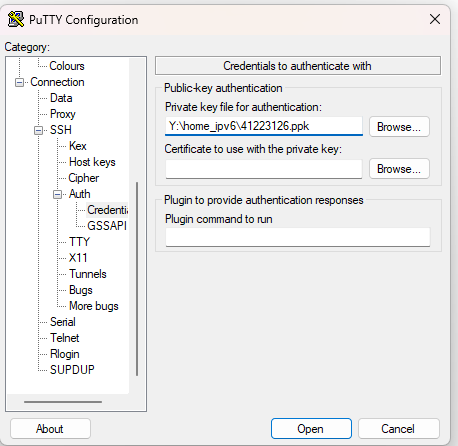 PuTTY Configuration
Category:
Colours
Connection
Data
Proxy
SSH
Kex
Host keys
Cipher
Auth
Credenti
GSSAPI
TTY
X11
Tunnels
Bugs
More bugs
Serial
Telnet
Rlogin
SUPDUP
Credentials to authenticate with
Public-key authentication
Private key file for authentication:
Y:\home_ipv6\41223126.ppk
Browse...
Certificate to use with the private key:
Browse...
Plugin to provide authentication responses
Plugin command to run
About
Open
Cancel